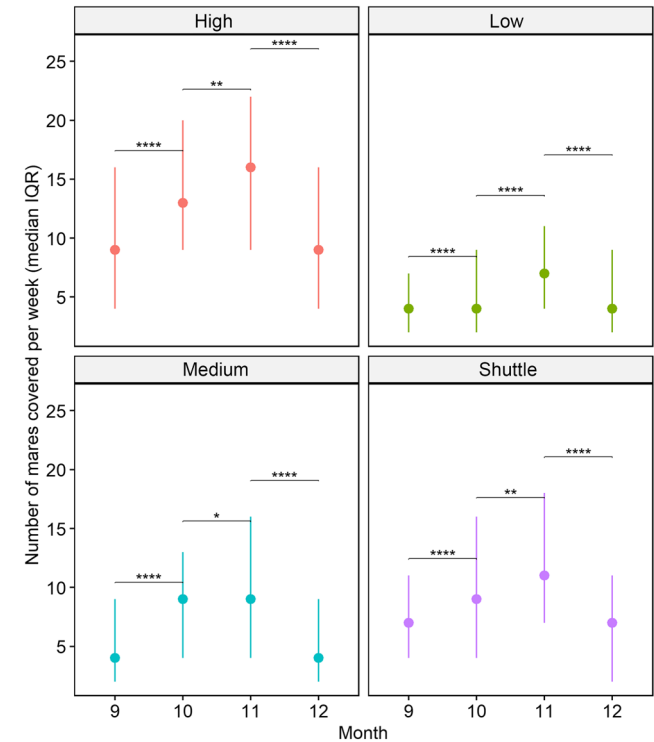 High
Low
25
20
15
10
5
****
**
****
****
****
****
Medium
Shuttle
25
20
15
10
5
****
*
****
****
**
****
9 10 11 12
9 10 11 12
Month
Number of mares covered per week (median IQR)